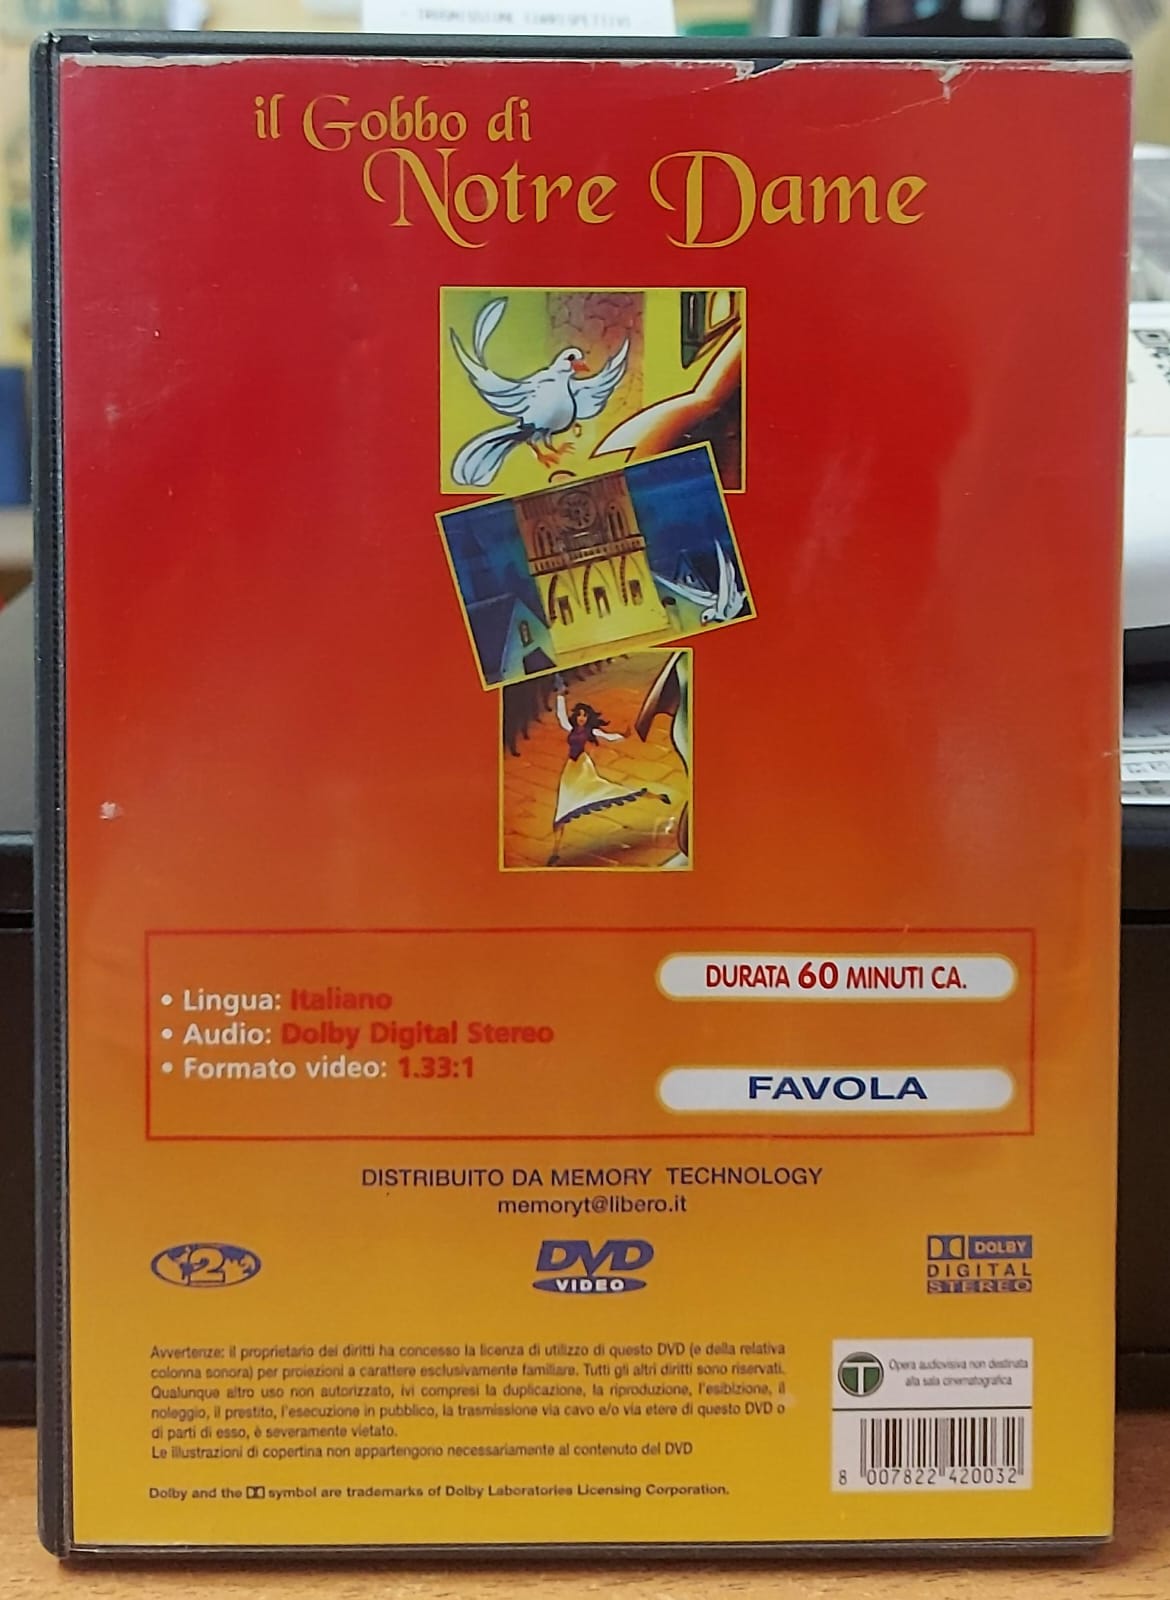 il Gobbo di
Notre Dame
• Lingua: Italiano
• Audio: Dolby Digital Stereo
• Formato video: 1.33:1
DURATA 60 MINUTI CA.
FAVOLA
DISTRIBUITO DA MEMORY TECHNOLOGY
memoryt@libero.it
2
DVD
VIDEO
DOLBY
DIGITAL
STEREO
Avvertenze: il proprietario dei diritti ha concesso la licenza di utilizzo di questo DVD (e della relativa
colonna sonora) per proiezioni a carattere esclusivamente familiare. Tutti gli altri diritti sono riservati.
Qualunque altro uso non autorizzato, ivi compresi la duplicazione, la riproduzione, l'esibizione, il
noleggio, il prestito, l'esecuzione in pubblico, la trasmissione via cavo e/o via etere di questo DVD o
di parti di esso, è severamente vietato.
Le illustrazioni di copertina non appartengono necessariamente al contenuto del DVD
Dolby and the symbol are trademarks of Dolby Laboratories Licensing Corporation.
T
Opera audiovisiva non destinata
alla sala cinematografica
8 007822 420032